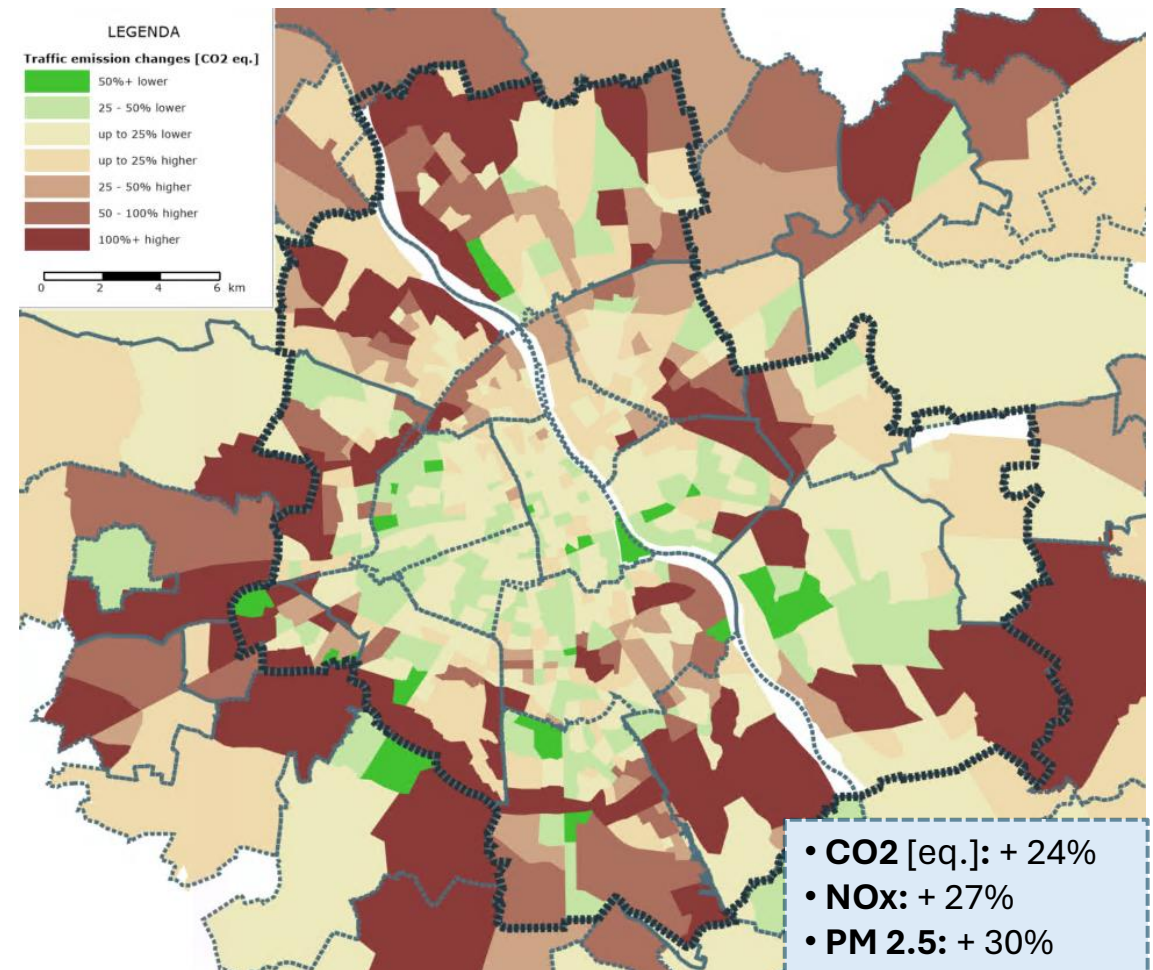 LEGENDA
Traffic emission changes [CO2 eq.]
50%+ lower
25 - 50% lower
up to 25% lower
up to 25% higher
25 - 50% higher
50 - 100% higher
100%+ higher
0 2 4 6 km
• CO2 [eq.]: + 24%
• NOx: + 27%
• PM 2.5: + 30%